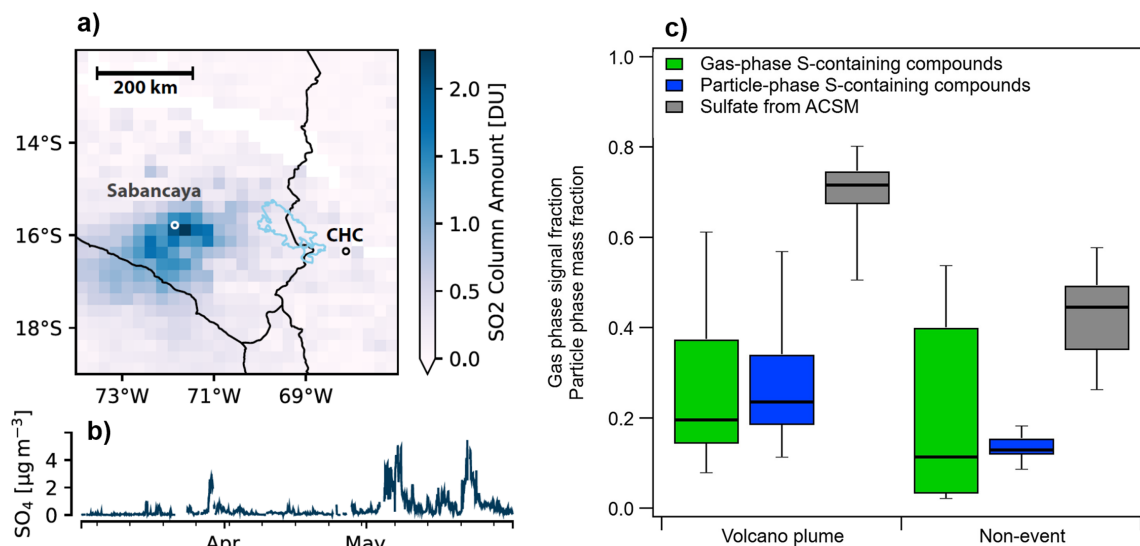 a)
200 km
14°S
16°S
18°S
Sabancaya
CHC
73°W 71°W 69°W
2.0
1.5
1.0
0.5
0.0
SO2 Column Amount [DU]
b)
SO₄ [µg m⁻³]
4
2
0
Apr
May
c)
Gas phase signal fraction
Particle phase mass fraction
1.0
0.8
0.6
0.4
0.2
0.0
Gas-phase S-containing compounds
Particle-phase S-containing compounds
Sulfate from ACSM
Volcano plume Non-event